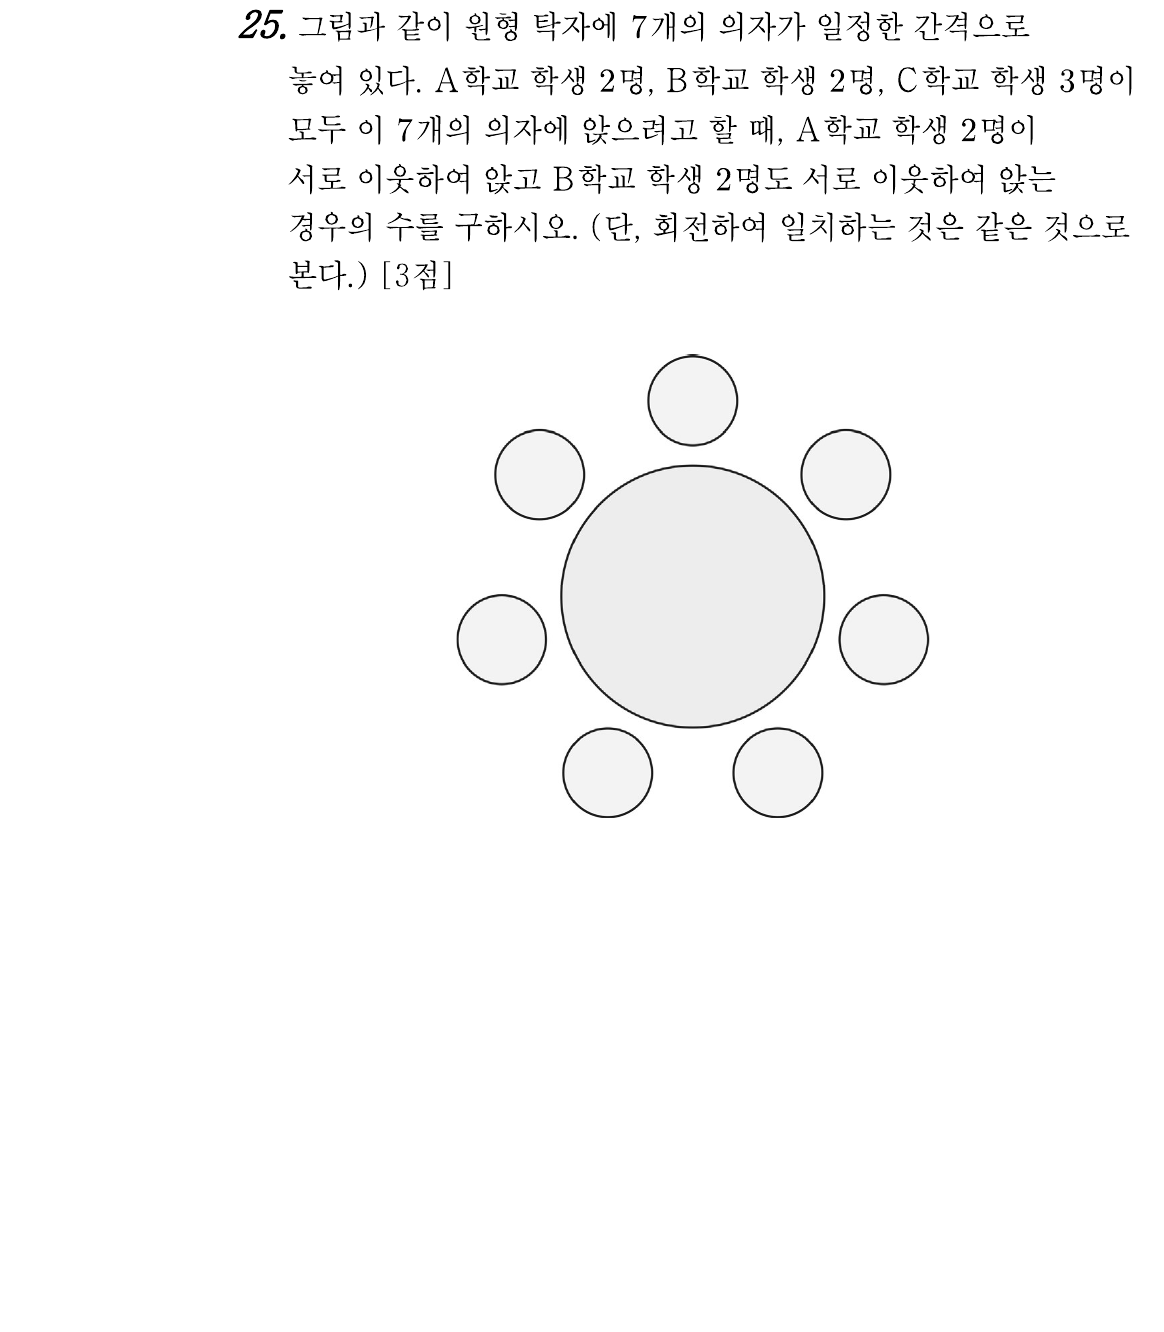 25. 그림과 같이 원형 탁자에 7개의 의자가 일정한 간격으로
놓여 있다. A학교 학생 2명, B학교 학생 2명, C학교 학생 3명이
모두 이 7개의 의자에 앉으려고 할 때, A학교 학생 2명이
서로 이웃하여 앉고 B학교 학생 2명도 서로 이웃하여 앉는
경우의 수를 구하시오. (단, 회전하여 일치하는 것은 같은 것으로
본다.) [3점]